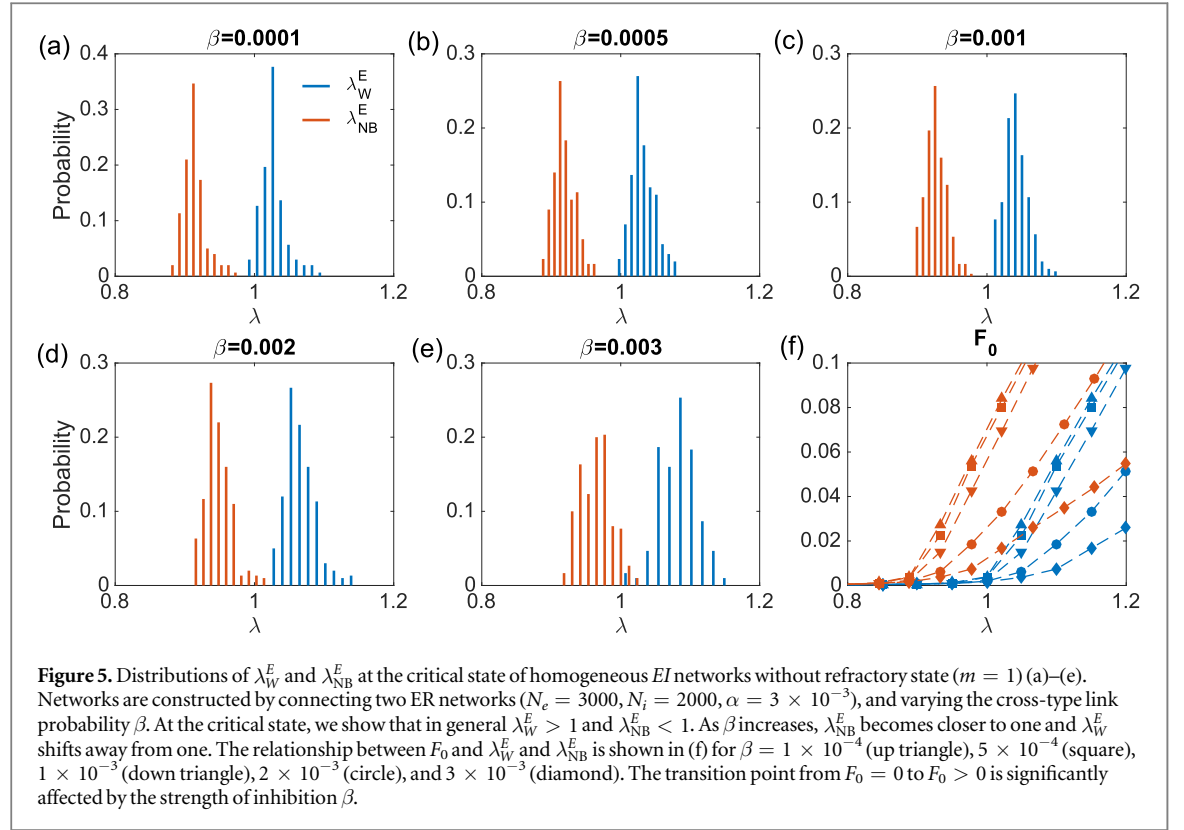 (a)
β=0.0001
0.4
0.3
0.2
0.1
0
Probability
0.8
1
1.2
λ
λ_W^E
λ_NB^E
(b)
β=0.0005
0.3
0.2
0.1
0
0.8
1
1.2
λ
(c)
β=0.001
0.3
0.2
0.1
0
0.8
1
1.2
λ
(d)
β=0.002
0.3
0.2
0.1
0
Probability
0.8
1
1.2
λ
(e)
β=0.003
0.3
0.2
0.1
0
0.8
1
1.2
λ
(f)
F_0
0.1
0.08
0.06
0.04
0.02
0
0.8
1
1.2
λ
Figure 5. Distributions of λ_W^E and λ_NB^E at the critical state of homogeneous EI networks without refractory state (m = 1) (a)–(e).
Networks are constructed by connecting two ER networks (N_e = 3000, N_i = 2000, α = 3 × 10^−3), and varying the cross-type link
probability β. At the critical state, we show that in general λ_W^E > 1 and λ_NB^E < 1. As β increases, λ_NB^E becomes closer to one and λ_W^E
shifts away from one. The relationship between F_0 and λ_W^E and λ_NB^E is shown in (f) for β = 1 × 10^−4 (up triangle), 5 × 10^−4 (square),
1 × 10^−3 (down triangle), 2 × 10^−3 (circle), and 3 × 10^−3 (diamond). The transition point from F_0 = 0 to F_0 > 0 is significantly
affected by the strength of inhibition β.